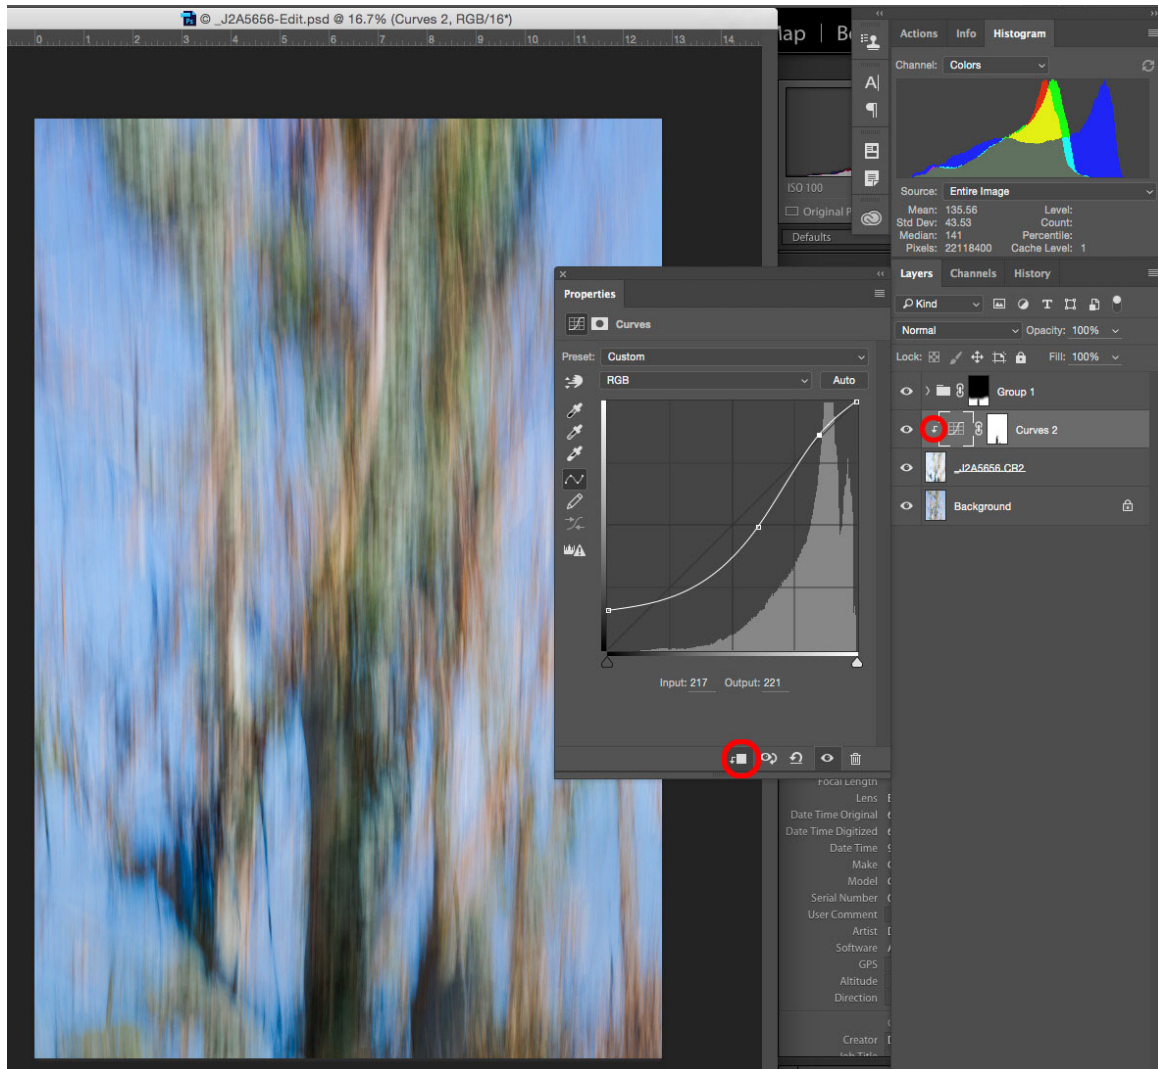 © _J2A5656-Edit.psd @ 16.7% (Curves 2, RGB/16*)
0 1 2 3 4 5 6 7 8 9 10 11 12 13 14
Map
ISO 100
Original P
Defaults
Actions Info Histogram
Channel: Colors
Source: Entire Image
Mean: 135.56 Level:
Std Dev: 43.53 Count:
Median: 141 Percentile:
Pixels: 22118400 Cache Level: 1
Layers Channels History
Kind
Normal Opacity: 100%
Lock: Fill: 100%
Group 1
Curves 2
_J2A5656.CR2
Background
Properties
Curves
Preset: Custom
RGB Auto
Input: 217 Output: 221
Focal Length
Lens
Date Time Original
Date Time Digitized
Date Time
Make
Model
Serial Number
User Comment
Artist
Software
GPS
Altitude
Direction
Creator
Job Title